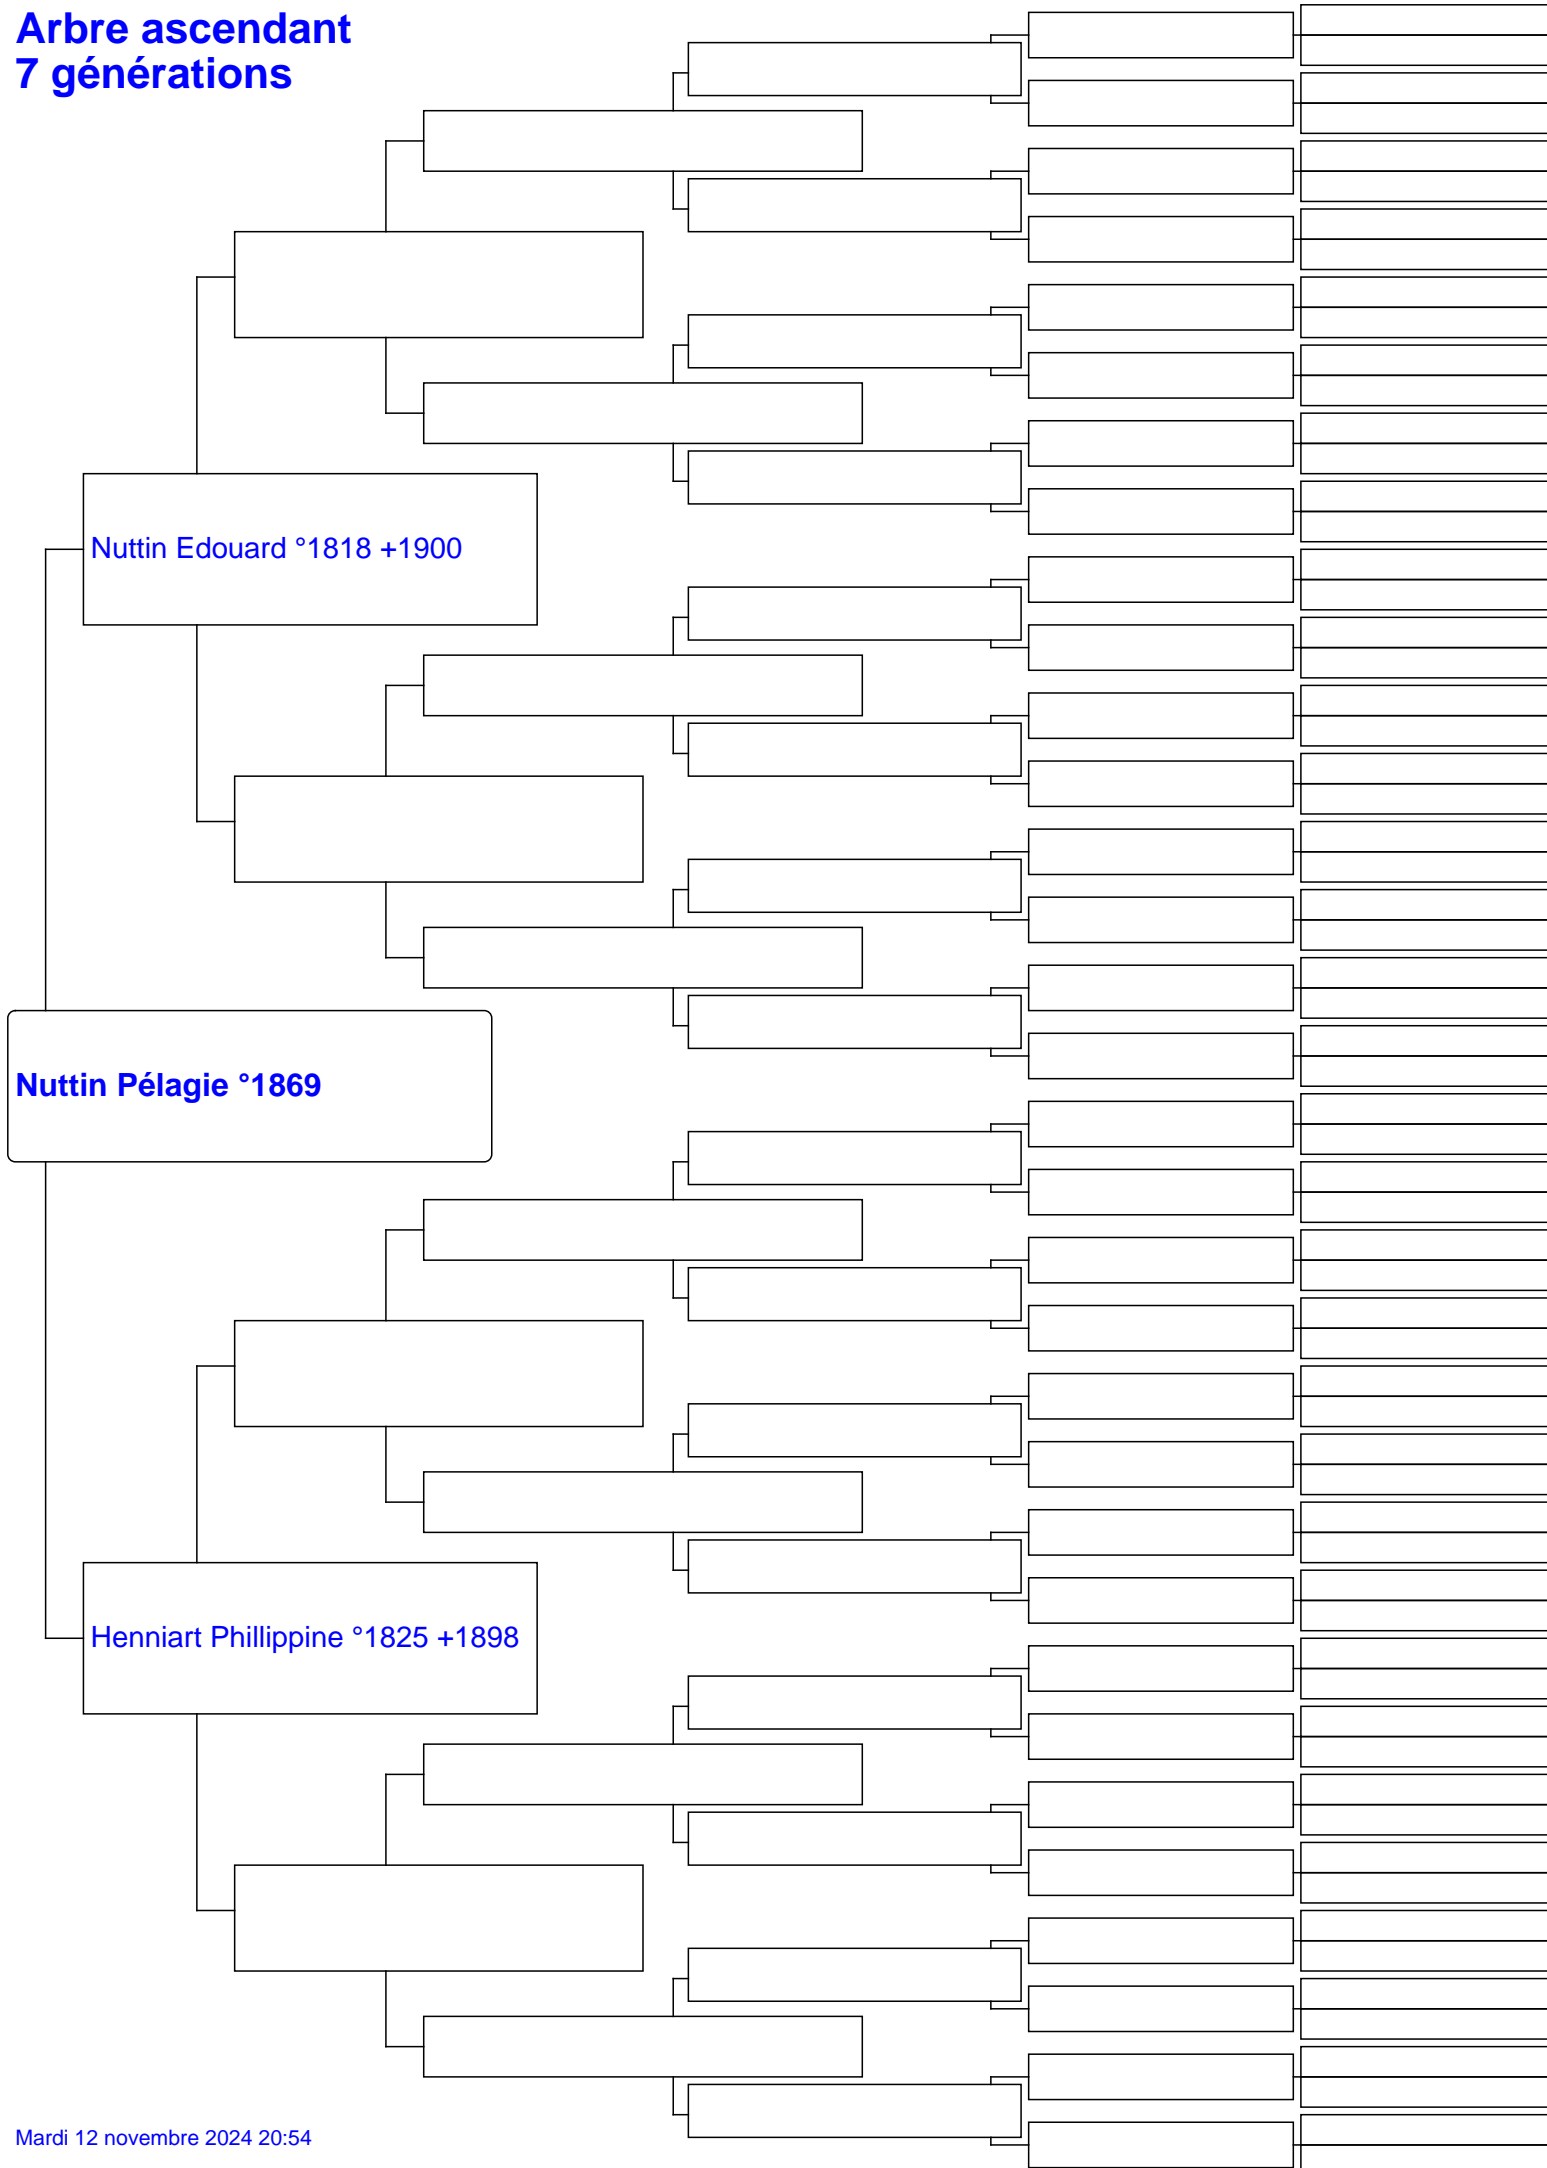 Arbre ascendant
7 générations
Nuttin Edouard °1818 +1900
Nuttin Pélagie °1869
Henniart Phillippine °1825 +1898
Mardi 12 novembre 2024 20:54